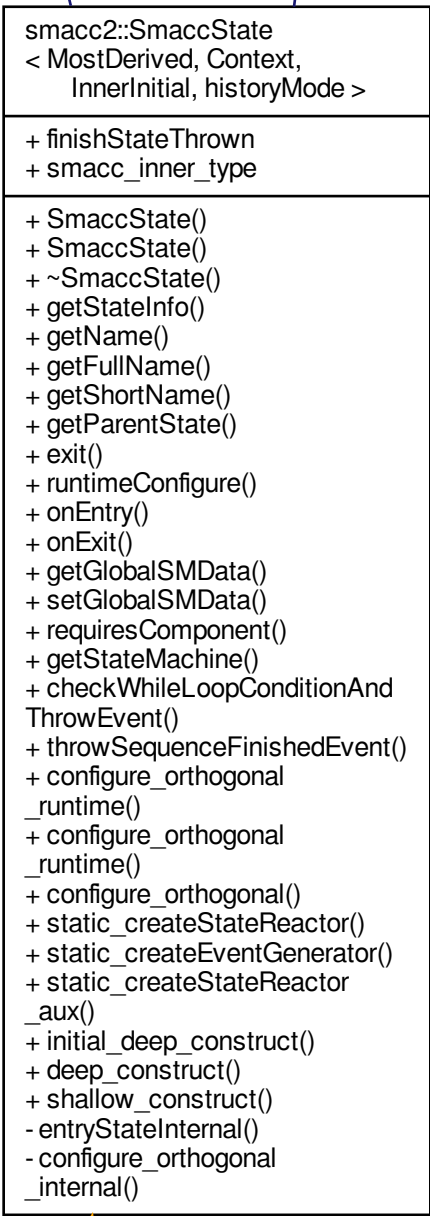 smacc2::SmaccState
< MostDerived, Context,
InnerInitial, historyMode >
+ finishStateThrown
+ smacc_inner_type
+ SmaccState()
+ SmaccState()
+ ~SmaccState()
+ getStateInfo()
+ getName()
+ getFullName()
+ getShortName()
+ getParentState()
+ exit()
+ runtimeConfigure()
+ onEntry()
+ onExit()
+ getGlobalSMData()
+ setGlobalSMData()
+ requiresComponent()
+ getStateMachine()
+ checkWhileLoopConditionAnd
ThrowEvent()
+ throwSequenceFinishedEvent()
+ configure_orthogonal
_runtime()
+ configure_orthogonal
_runtime()
+ configure_orthogonal()
+ static_createStateReactor()
+ static_createEventGenerator()
+ static_createStateReactor
_aux()
+ initial_deep_construct()
+ deep_construct()
+ shallow_construct()
- entryStateInternal()
- configure_orthogonal
_internal()